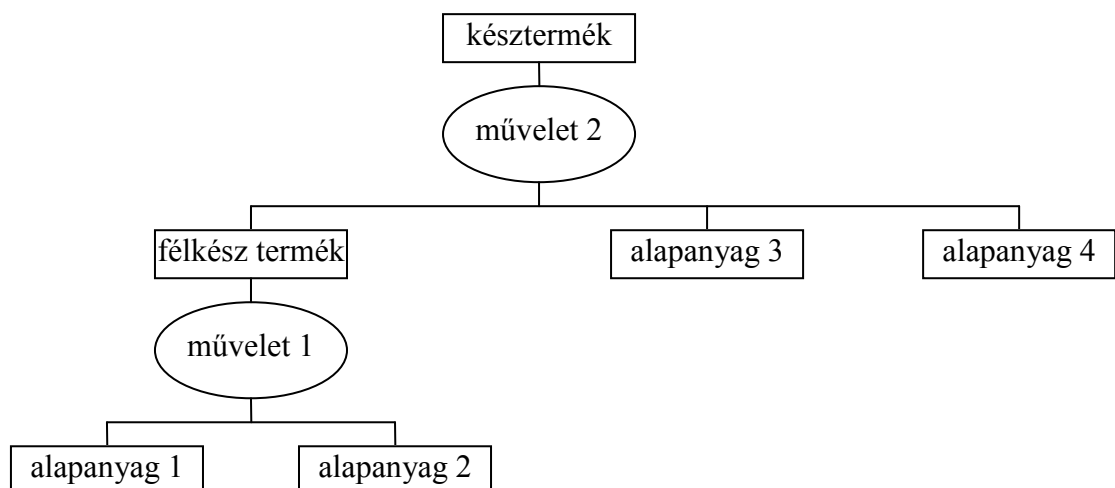 késztermék
művelet 2
félkész termék
alapanyag 3
alapanyag 4
művelet 1
alapanyag 1
alapanyag 2